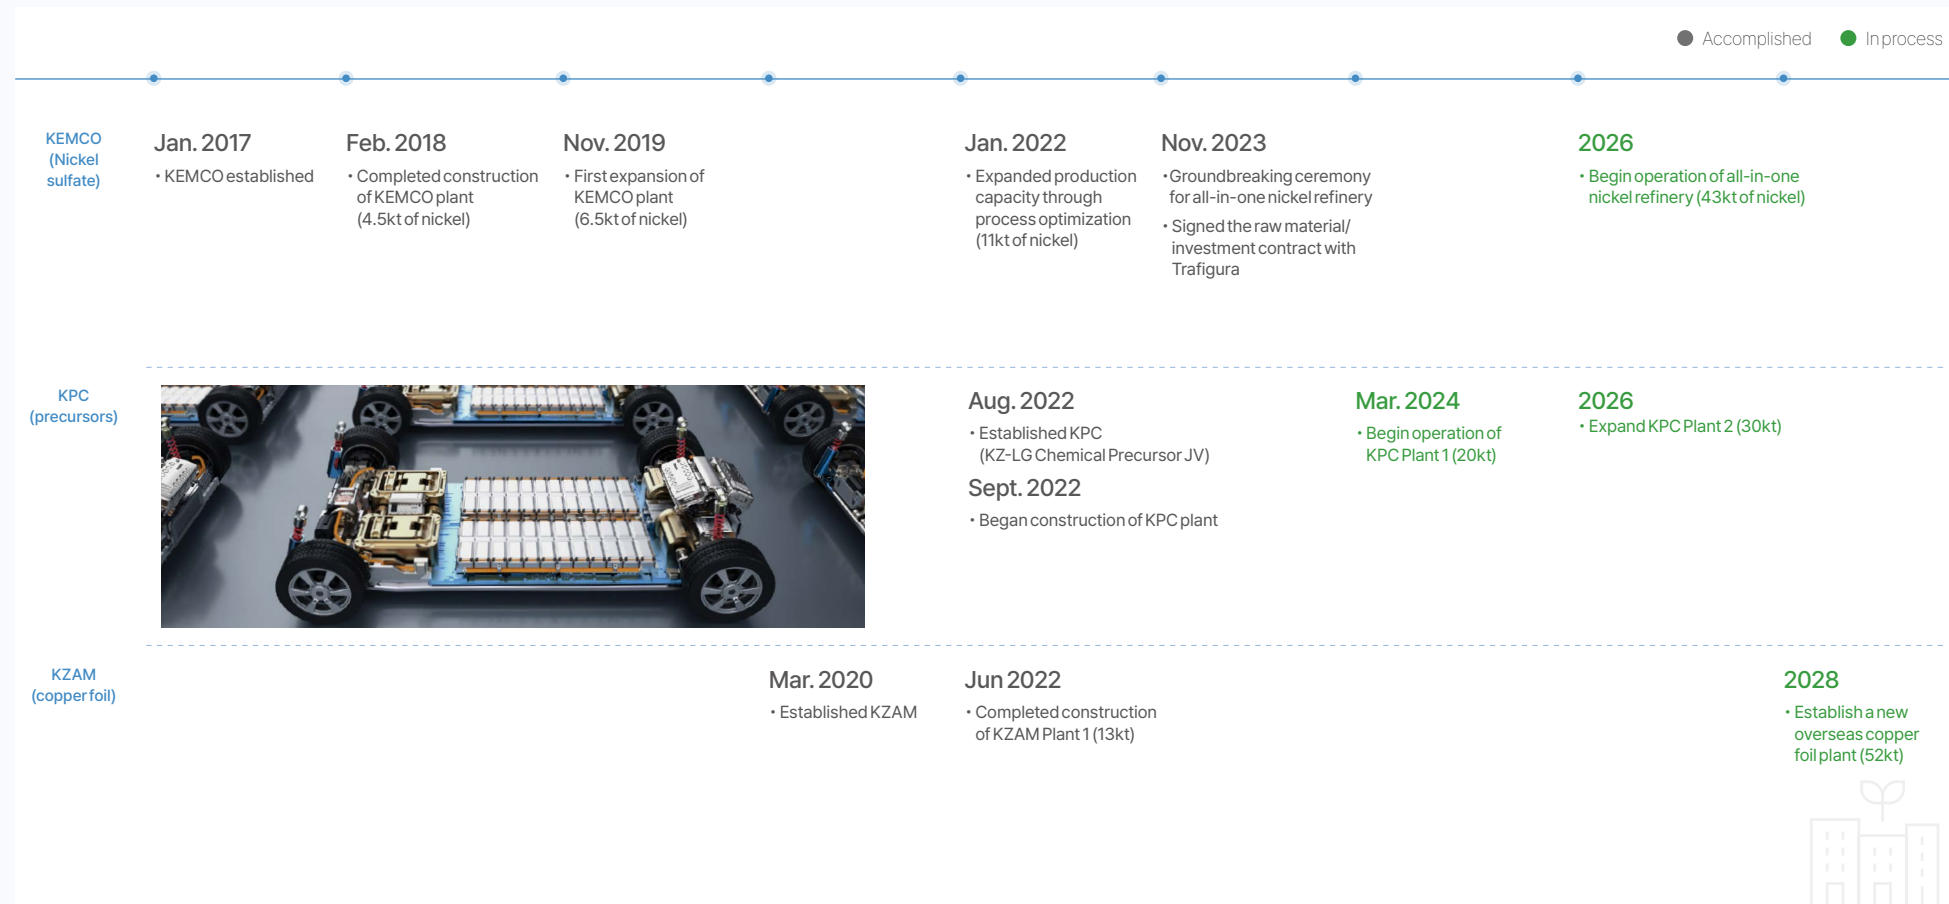 Accomplished
In process
KEMCO
(Nickel
sulfate)
Jan. 2017
• KEMCO established
Feb. 2018
• Completed construction
of KEMCO plant
(4.5kt of nickel)
Nov. 2019
• First expansion of
KEMCO plant
(6.5kt of nickel)
Jan. 2022
• Expanded production
capacity through
process optimization
(11kt of nickel)
Nov. 2023
• Groundbreaking ceremony
for all-in-one nickel refinery
• Signed the raw material/
investment contract with
Trafigura
2026
• Begin operation of all-in-one
nickel refinery (43kt of nickel)
KPC
(precursors)
Aug. 2022
• Established KPC
(KZ-LG Chemical Precursor JV)
Sept. 2022
• Began construction of KPC plant
Mar. 2024
• Begin operation of
KPC Plant 1 (20kt)
2026
• Expand KPC Plant 2 (30kt)
KZAM
(copper foil)
Mar. 2020
• Established KZAM
Jun 2022
• Completed construction
of KZAM Plant 1 (13kt)
2028
• Establish a new
overseas copper
foil plant (52kt)